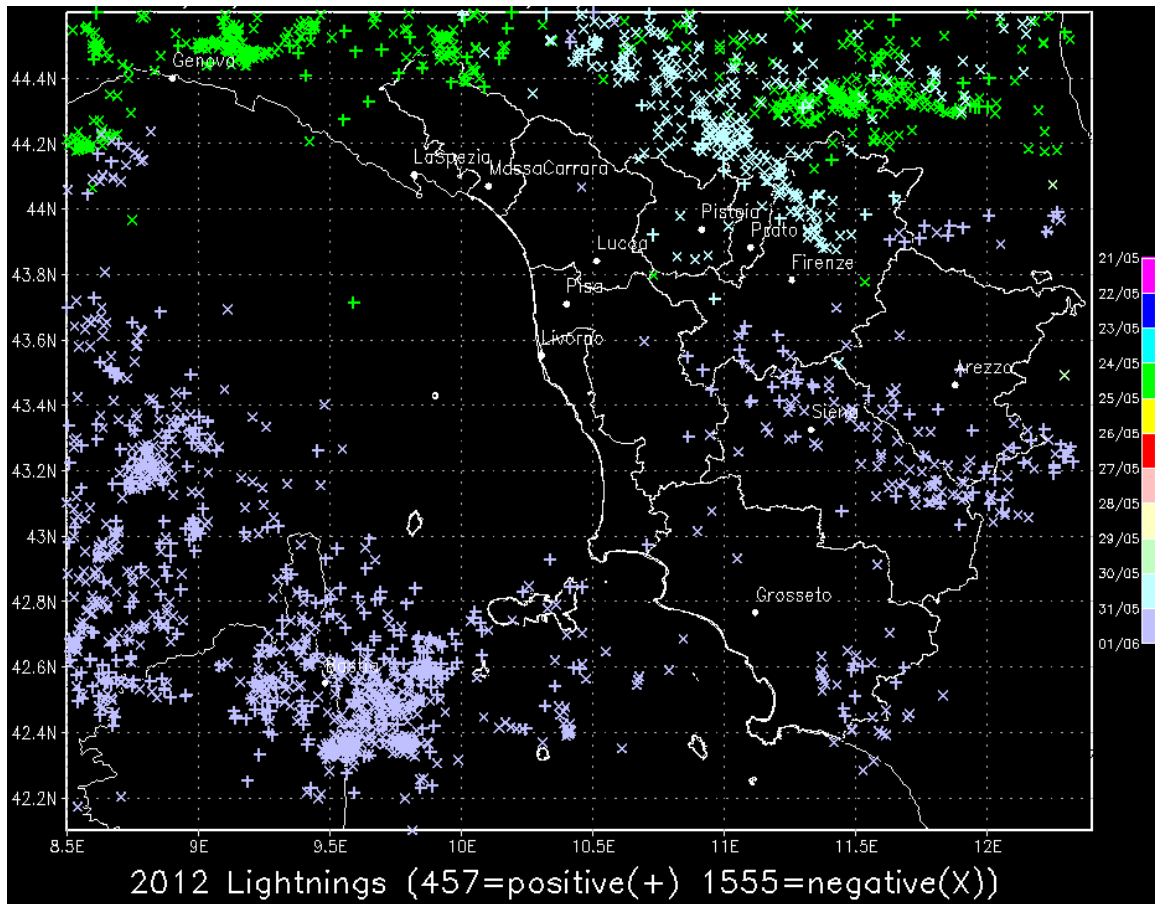 44.4N
44.2N
44N
43.8N
43.6N
43.4N
43.2N
43N
42.8N
42.6N
42.4N
42.2N
Genova
LaSpezia
MassaCarrara
Pistoia
Prato
Lucca
Firenze
Pisa
Livorno
Arezzo
Siena
Grosseto
Bastia
21/05
22/05
23/05
24/05
25/05
26/05
27/05
28/05
29/05
30/05
31/05
01/06
8.5E 9E 9.5E 10E 10.5E 11E 11.5E 12E
2012 Lightnings (457=positive(+) 1555=negative(X))